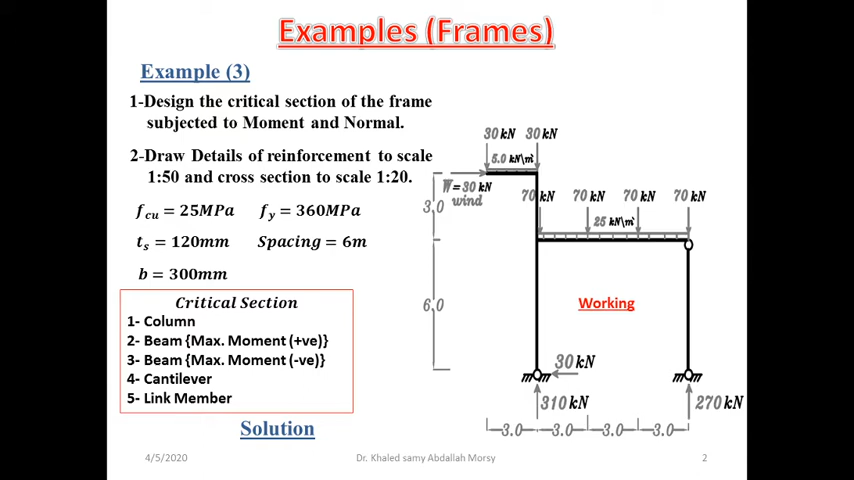 Examples (Frames)
Example (3)
1-Design the critical section of the frame
subjected to Moment and Normal.
2-Draw Details of reinforcement to scale
1:50 and cross section to scale 1:20.
f_cu = 25MPa f_y = 360MPa
t_s = 120mm Spacing = 6m
b = 300mm
Critical Section
1- Column
2- Beam {Max. Moment (+ve)}
3- Beam {Max. Moment (-ve)}
4- Cantilever
5- Link Member
Solution
30 kN 30 kN
5.0 kN\m
W=30 kN
wind
3.0
70 kN 70 kN 70 kN 70 kN
25 kN\m
6.0
Working
30 kN
310 kN 270 kN
3.0 3.0 3.0 3.0
4/5/2020 Dr. Khaled samy Abdallah Morsy 2